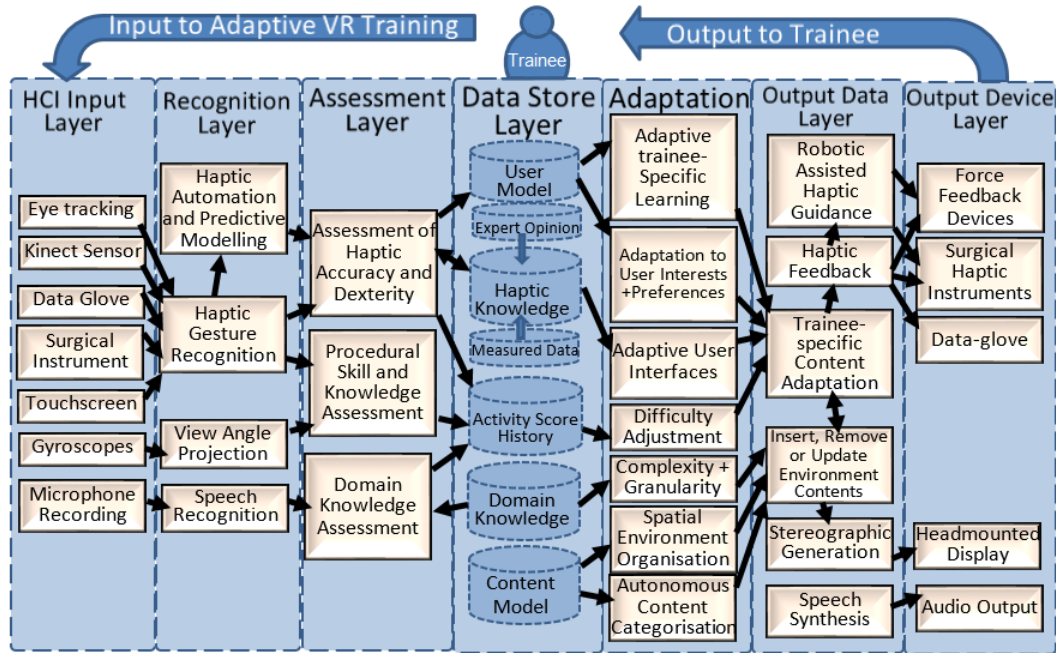 Input to Adaptive VR Training
Trainee
Output to Trainee
HCI Input
Layer
Eye tracking
Kinect Sensor
Data Glove
Surgical
Instrument
Touchscreen
Gyroscopes
Microphone
Recording
Recognition
Layer
Haptic
Automation
and Predictive
Modelling
Haptic
Gesture
Recognition
View Angle
Projection
Speech
Recognition
Assessment
Layer
Assessment of
Haptic
Accuracy and
Dexterity
Procedural
Skill and
Knowledge
Assessment
Domain
Knowledge
Assessment
Data Store
Layer
User
Model
Expert Opinion
Haptic
Knowledge
Measured Data
Activity Score
History
Domain
Knowledge
Content
Model
Adaptation
Adaptive
trainee-
Specific
Learning
Adaptation to
User Interests
+Preferences
Adaptive User
Interfaces
Difficulty
Adjustment
Complexity +
Granularity
Spatial
Environment
Organisation
Autonomous
Content
Categorisation
Output Data
Layer
Robotic
Assisted
Haptic
Guidance
Haptic
Feedback
Trainee-
specific
Content
Adaptation
Insert, Remove
or Update
Environment
Contents
Stereographic
Generation
Speech
Synthesis
Output Device
Layer
Force
Feedback
Devices
Surgical
Haptic
Instruments
Data-glove
Headmounted
Display
Audio Output